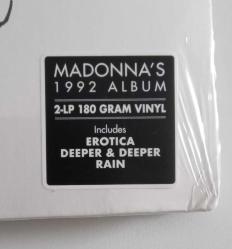 MADONNA'S
1992 ALBUM
2-LP 180 GRAM VINYL
Includes
EROTICA
DEEPER & DEEPER
RAIN